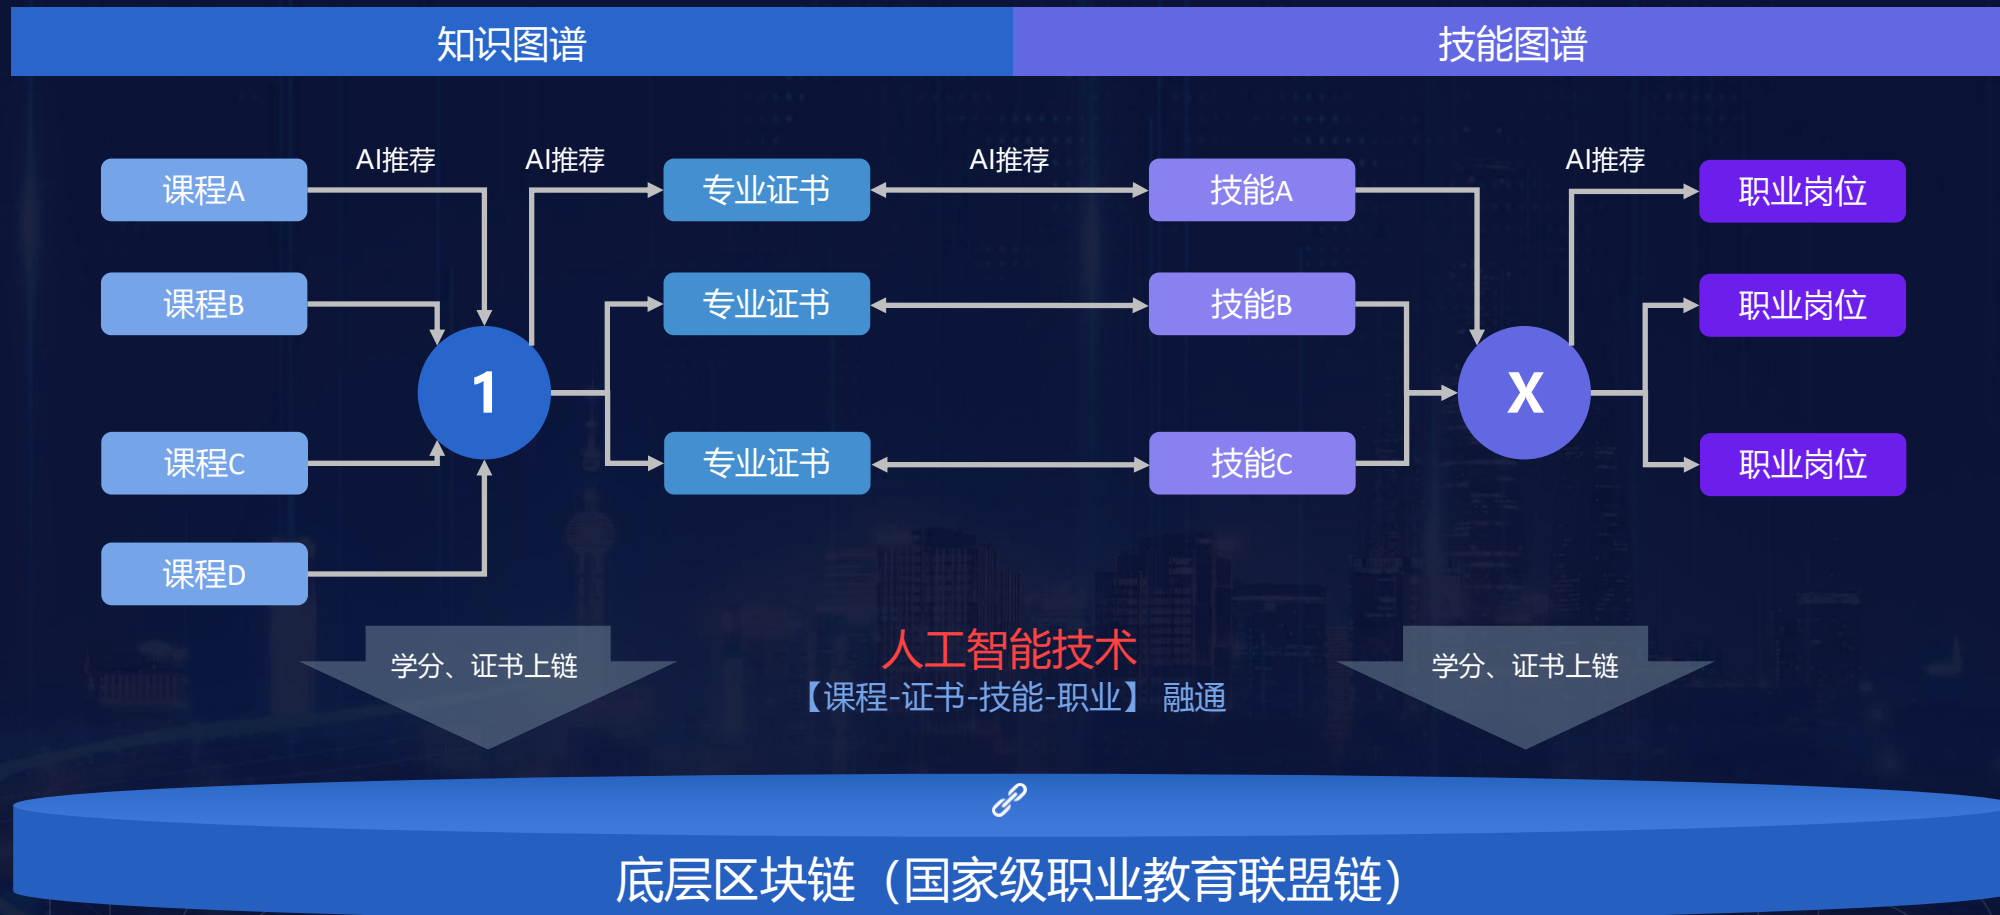 知识图谱
技能图谱
AI推荐
AI推荐
AI推荐
AI推荐
课程A
专业证书
技能A
职业岗位
课程B
专业证书
技能B
职业岗位
1
X
课程C
专业证书
技能C
职业岗位
课程D
学分、证书上链
人工智能技术
【课程-证书-技能-职业】 融通
学分、证书上链
底层区块链（国家级职业教育联盟链）